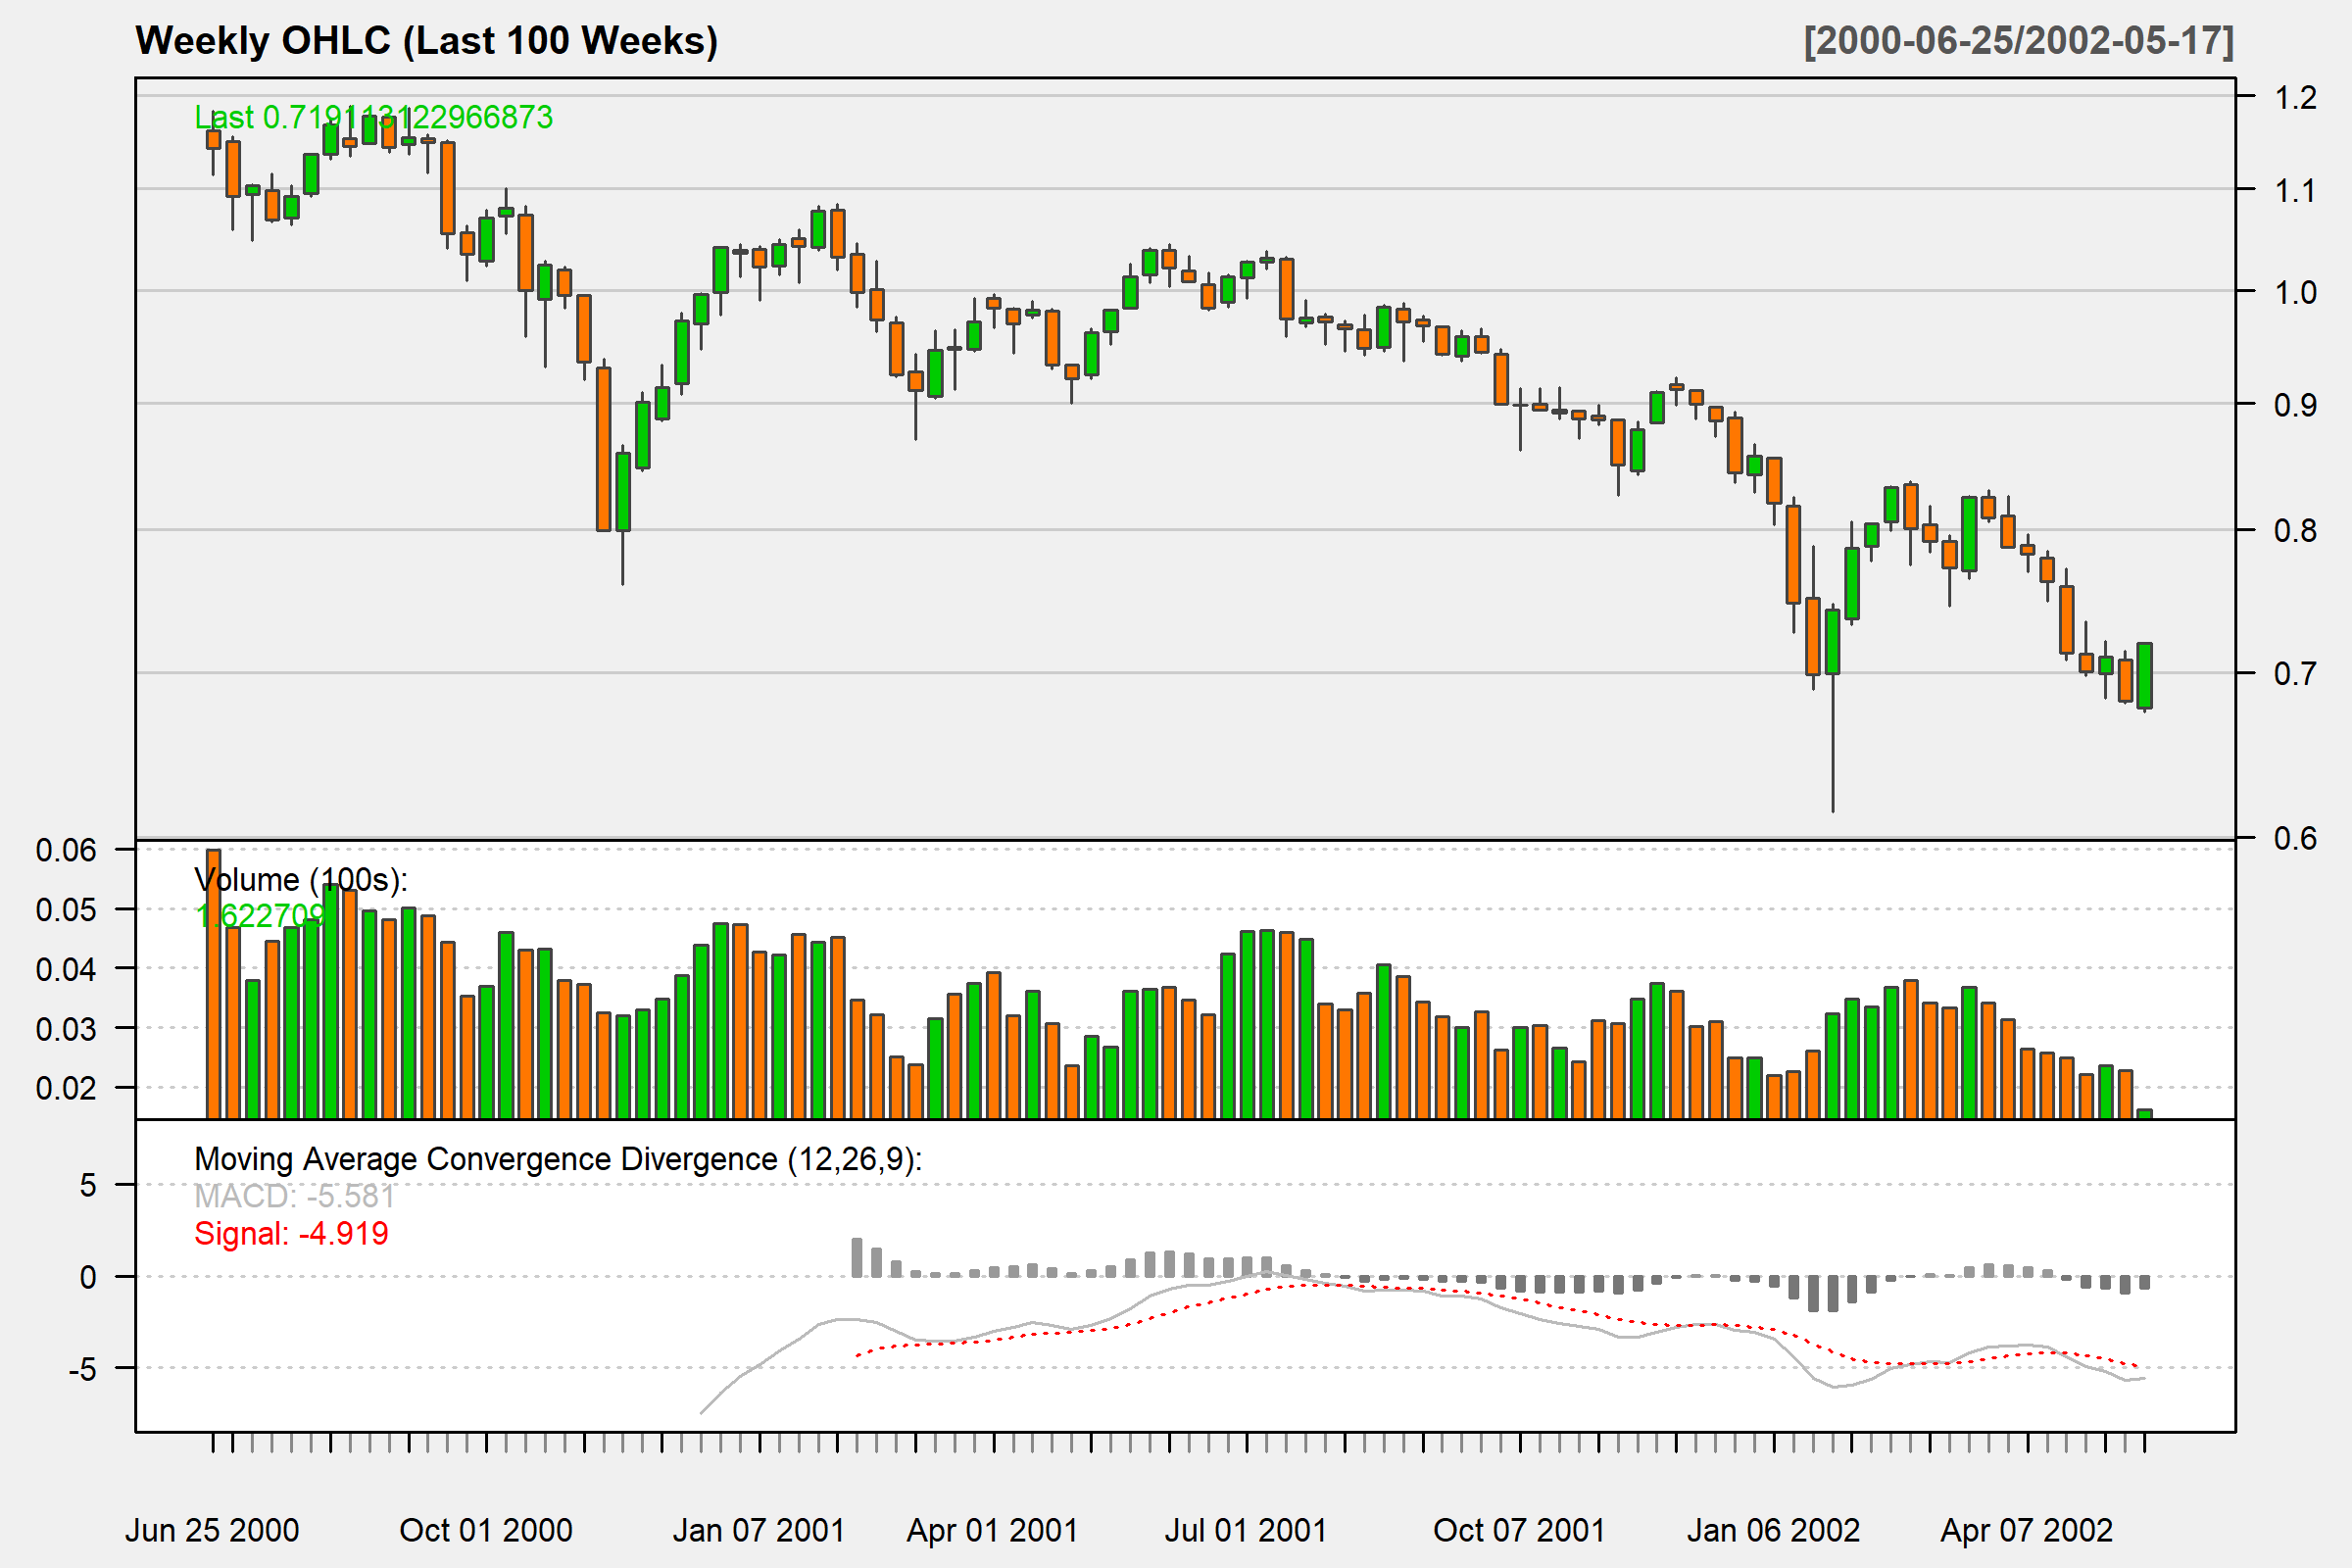 Weekly OHLC (Last 100 Weeks) [2000-06-25/2002-05-17]
Last 0.719113122966873
1.2
1.1
1.0
0.9
0.8
0.7
0.6
Volume (100s):
1.622709
0.06
0.05
0.04
0.03
0.02
Moving Average Convergence Divergence (12,26,9):
MACD: -5.581
Signal: -4.919
5
0
-5
Jun 25 2000 Oct 01 2000 Jan 07 2001 Apr 01 2001 Jul 01 2001 Oct 07 2001 Jan 06 2002 Apr 07 2002